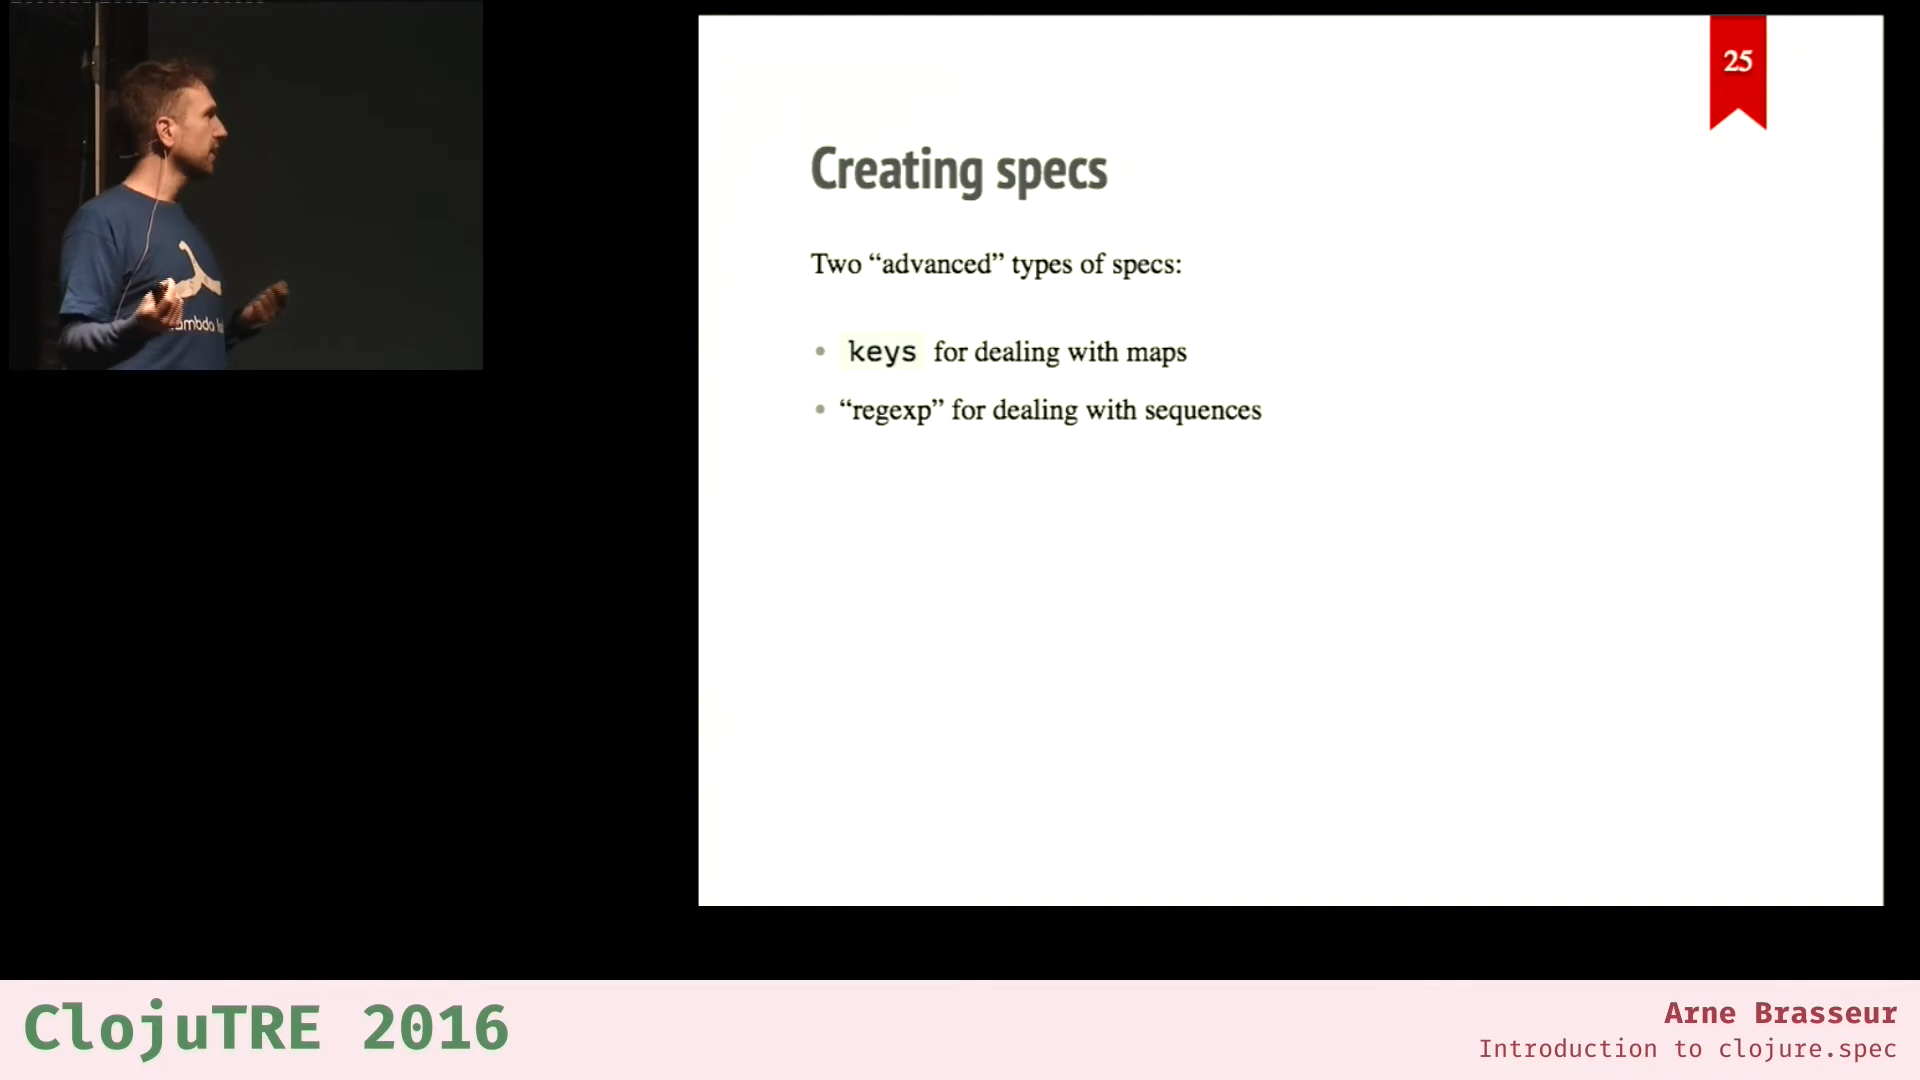 25
Creating specs
Two “advanced” types of specs:
keys for dealing with maps
“regexp” for dealing with sequences
ClojuTRE 2016
Arne Brasseur
Introduction to clojure.spec